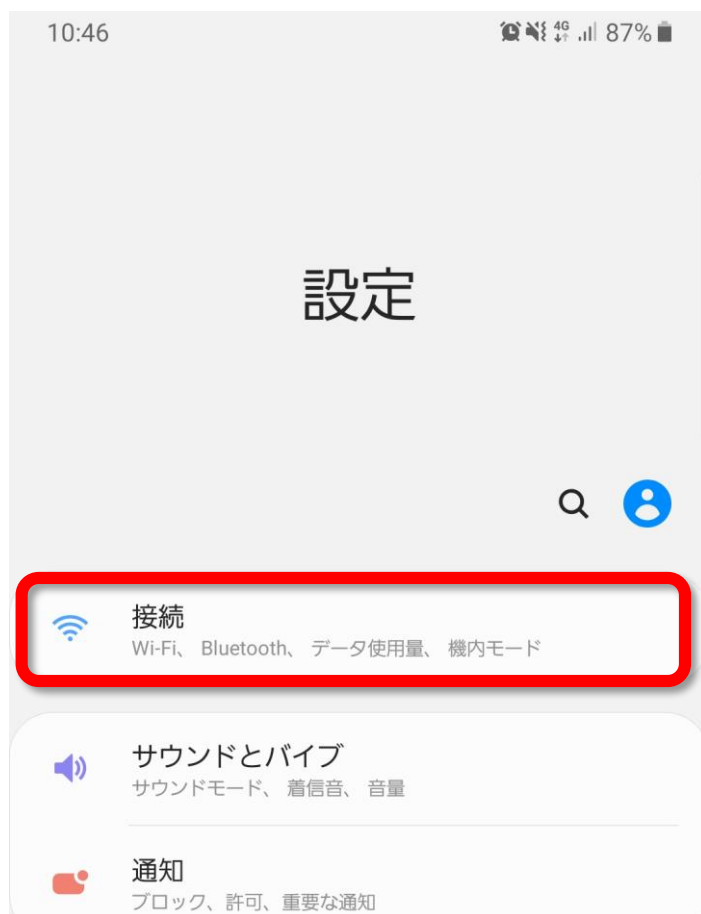 10:46 4G 87%
設定
接続
Wi-Fi、 Bluetooth、 データ使用量、 機内モード
サウンドとバイブ
サウンドモード、 着信音、 音量
通知
ブロック、許可、重要な通知